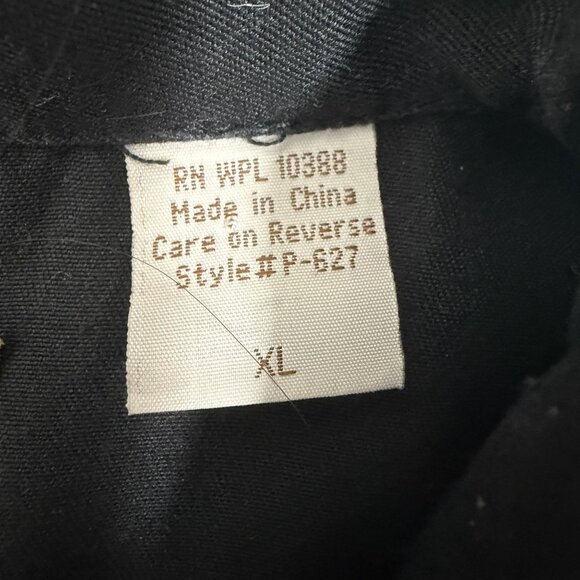 RN WPL 10388
Made in China
Care on Reverse
Style#P-627
XL